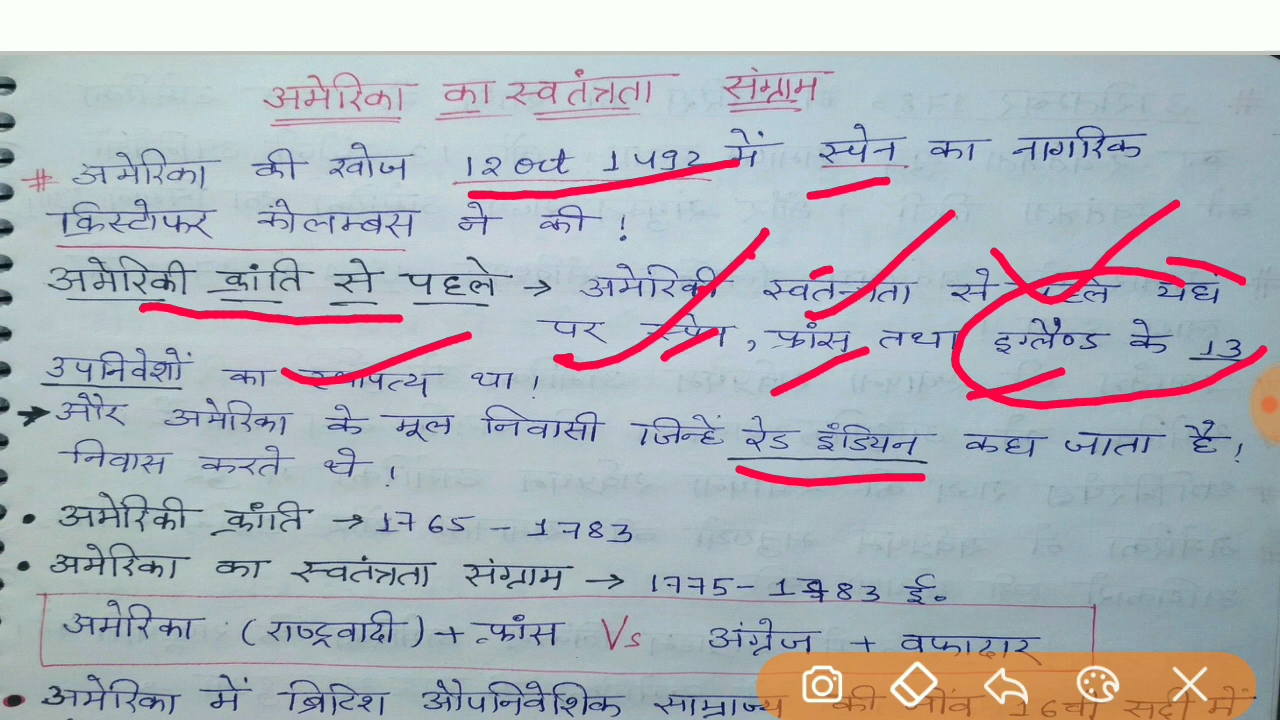 अमेरिका का स्वतंत्रता संग्राम
# अमेरिका की खोज 12 Oct 1492 में स्पेन का नागरिक
क्रिस्टोफर कोलम्बस ने की !
अमेरिकी क्रांति से पहले → अमेरिकी स्वतंत्रता से पहले यहां
पर स्पेन, फ्रांस तथा इग्लैण्ड के 13
उपनिवेशों का स्थापत्य था !
→ और अमेरिका के मूल निवासी जिन्हें रेड इंडियन कहा जाता है !
निवास करते थे !
• अमेरिकी क्रांति → 1765 - 1783
• अमेरिका का स्वतंत्रता संग्राम → 1775 - 1783 ई.
अमेरिका (राष्ट्रवादी) + फ्रांस Vs अंग्रेज + वफादार
• अमेरिका में ब्रिटिश औपनिवेशिक साम्राज्य की नींव 16वी सदी में